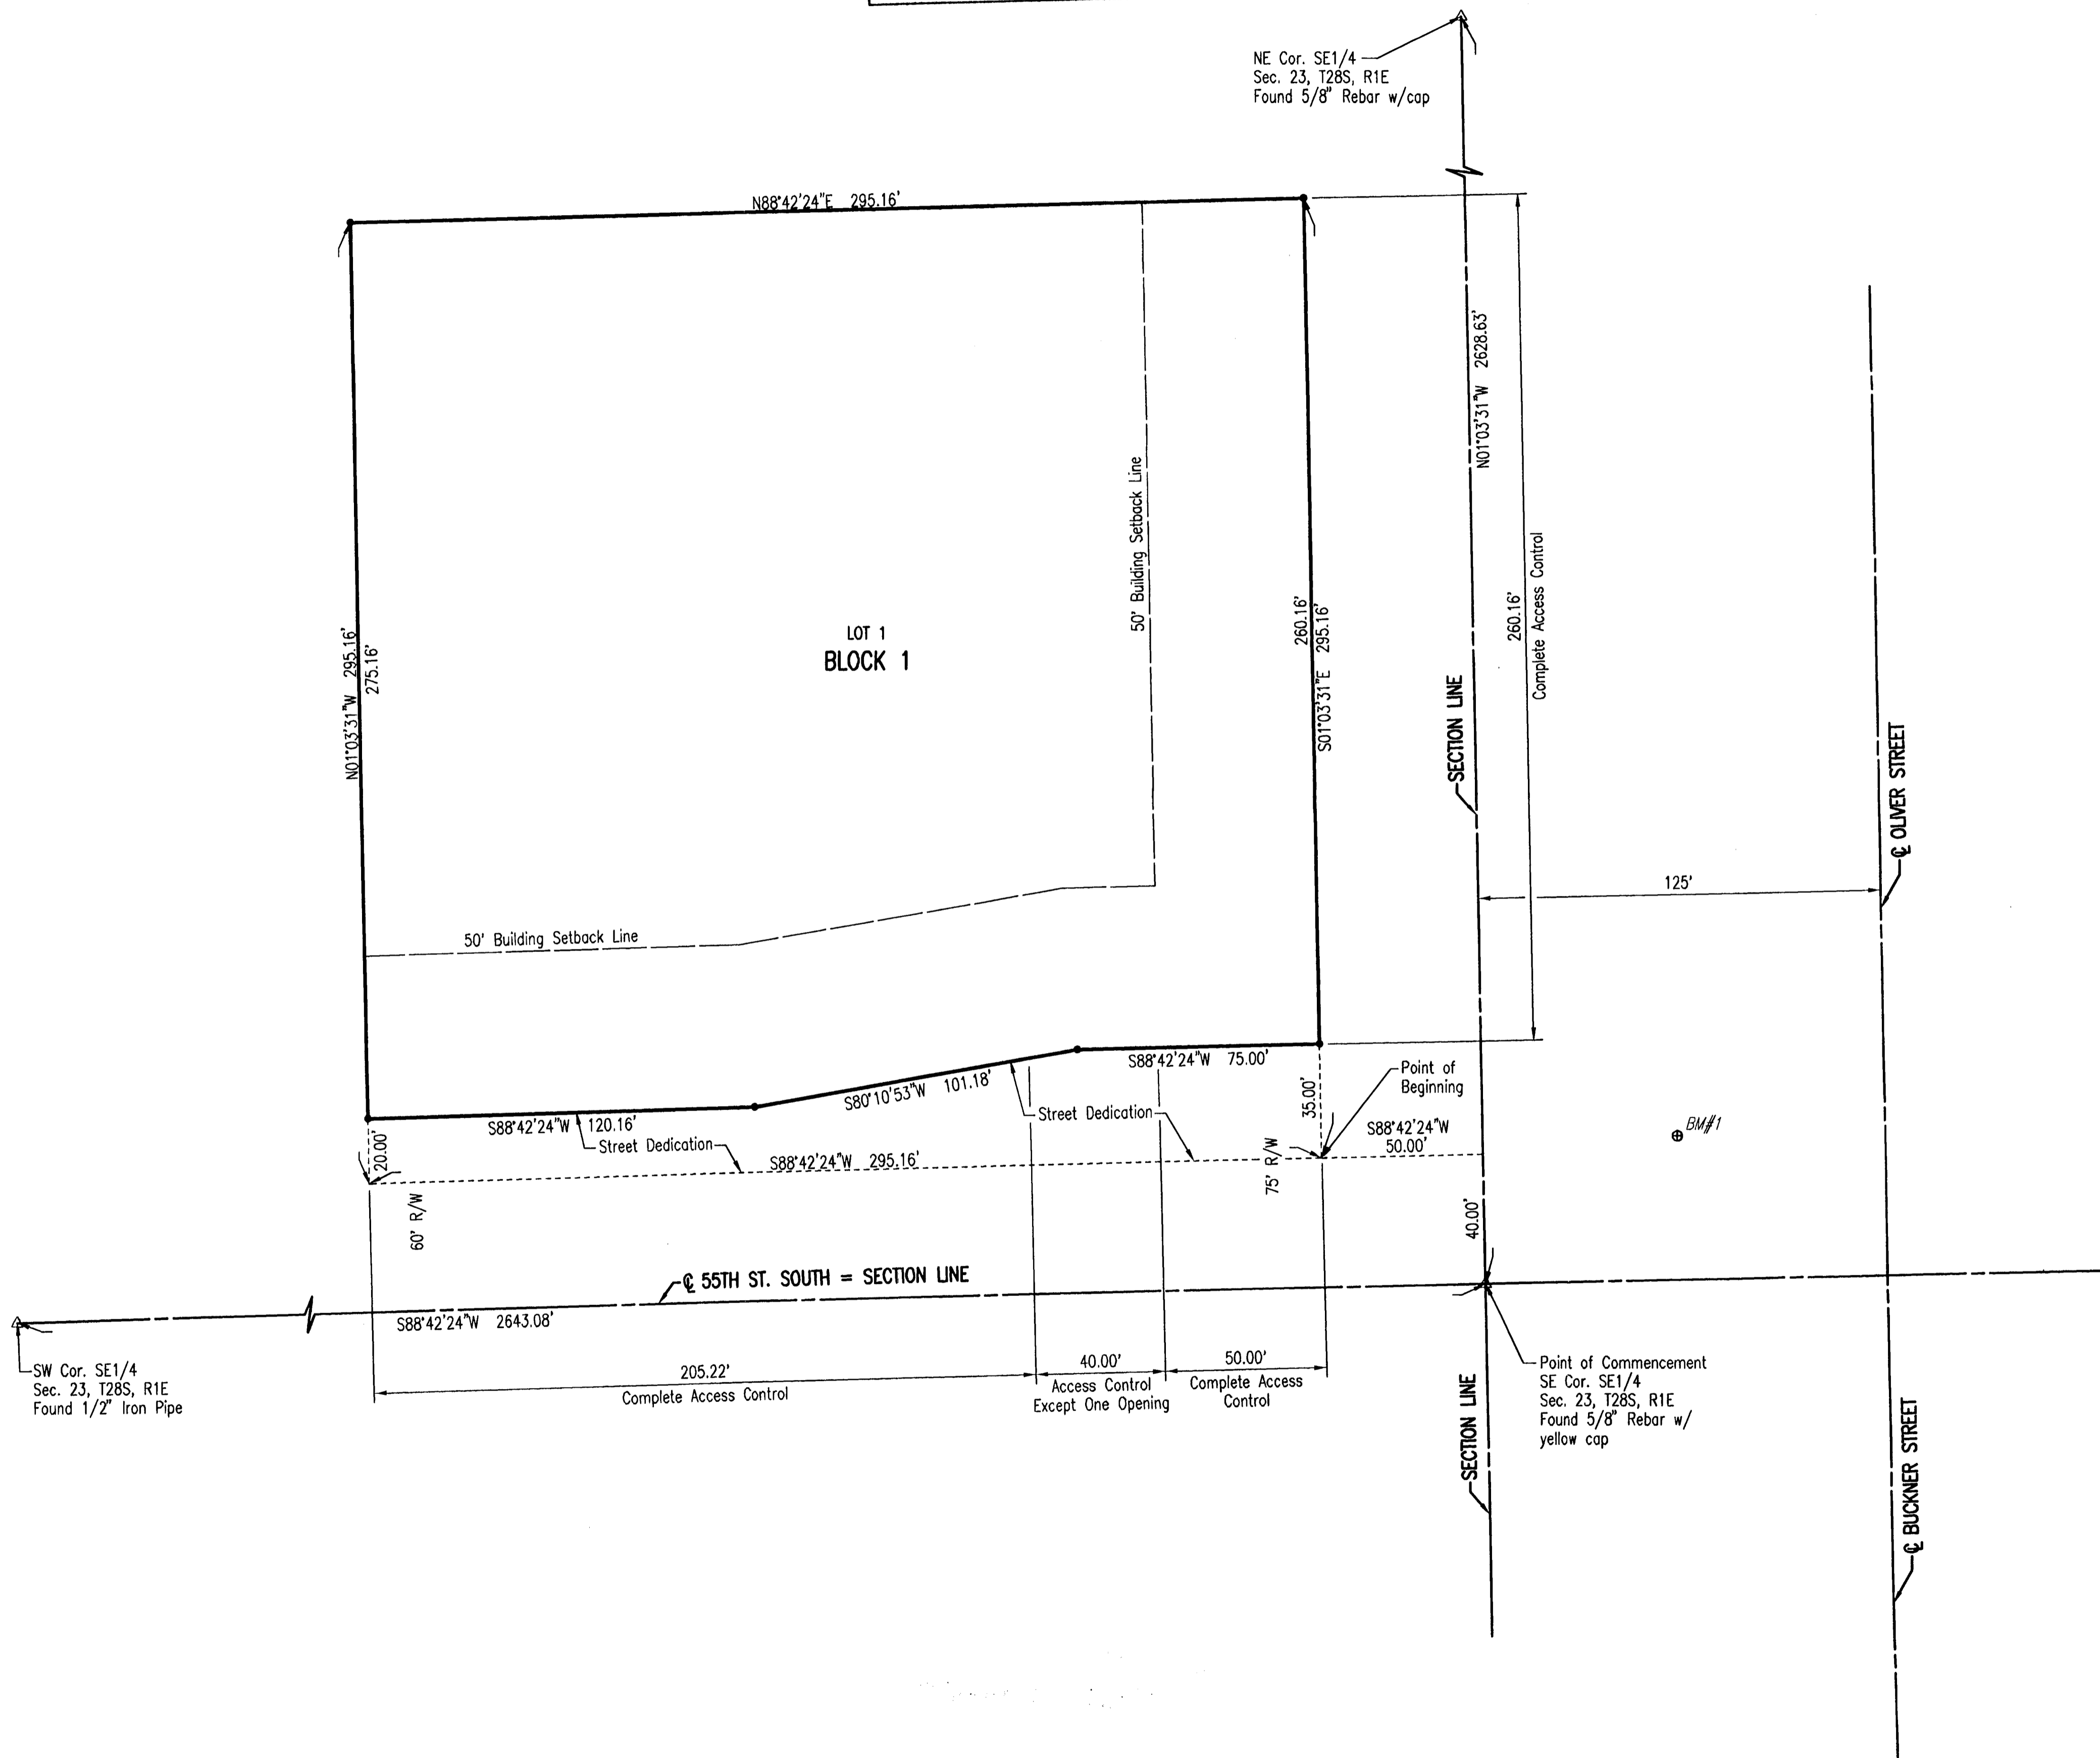 NE Cor. SE1/4
Sec. 23, T28S, R1E
Found 5/8" Rebar w/cap
N88°42'24"E 295.16'
N01°03'31"W 2628.63'
50' Building Setback Line
260.16'
Complete Access Control
LOT 1
BLOCK 1
N01°03'31"W 295.16'
275.16'
260.16'
S01°03'31"E 295.16'
SECTION LINE
℄ OLIVER STREET
125'
50' Building Setback Line
S88°42'24"W 75.00'
S80°10'53"W 101.18'
Point of
Beginning
35.00'
Street Dedication
S88°42'24"W 120.16'
Street Dedication
S88°42'24"W
50.00'
BM#1
20.00'
S88°42'24"W 295.16'
75' R/W
60' R/W
40.00'
℄ 55TH ST. SOUTH = SECTION LINE
S88°42'24"W 2643.08'
SW Cor. SE1/4
Sec. 23, T28S, R1E
Found 1/2" Iron Pipe
205.22'
Complete Access Control
40.00'
Access Control
Except One Opening
50.00'
Complete Access
Control
Point of Commencement
SE Cor. SE1/4
Sec. 23, T28S, R1E
Found 5/8" Rebar w/
yellow cap
SECTION LINE
℄ BUCKNER STREET